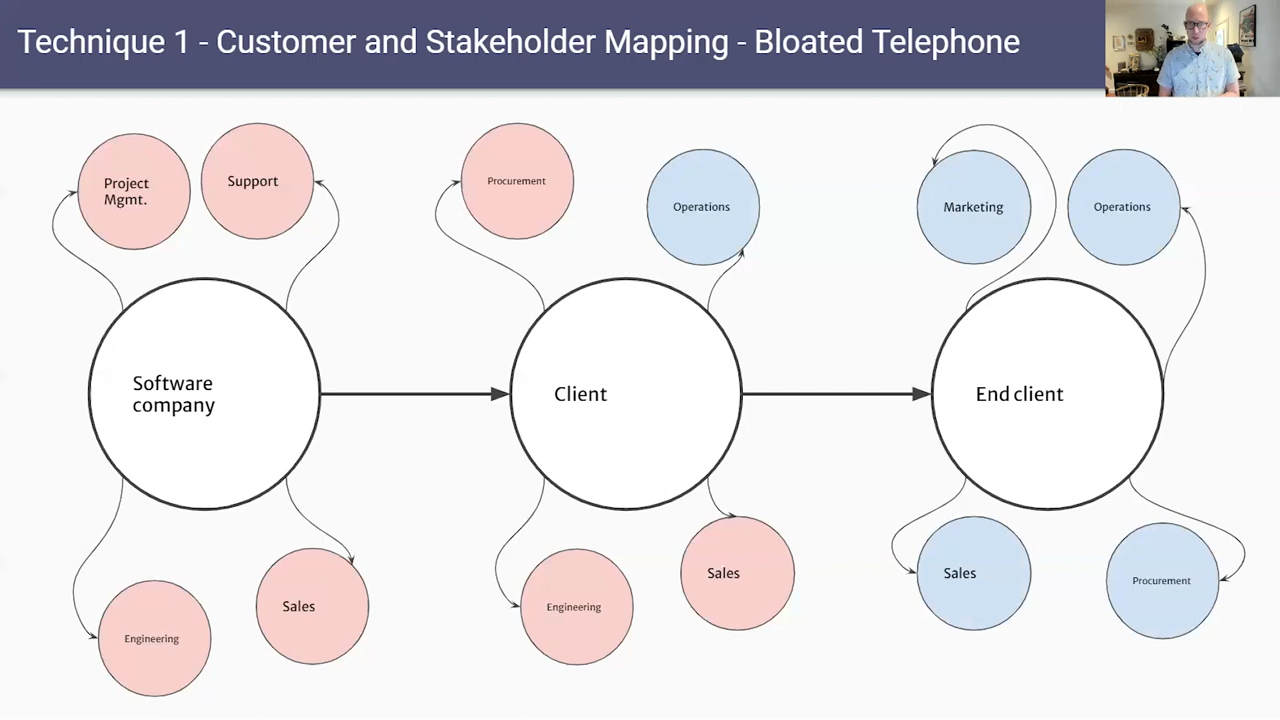 Technique 1 - Customer and Stakeholder Mapping - Bloated Telephone
Project
Mgmt.
Support
Procurement
Operations
Marketing
Operations
Software
company
Client
End client
Engineering
Sales
Engineering
Sales
Sales
Procurement